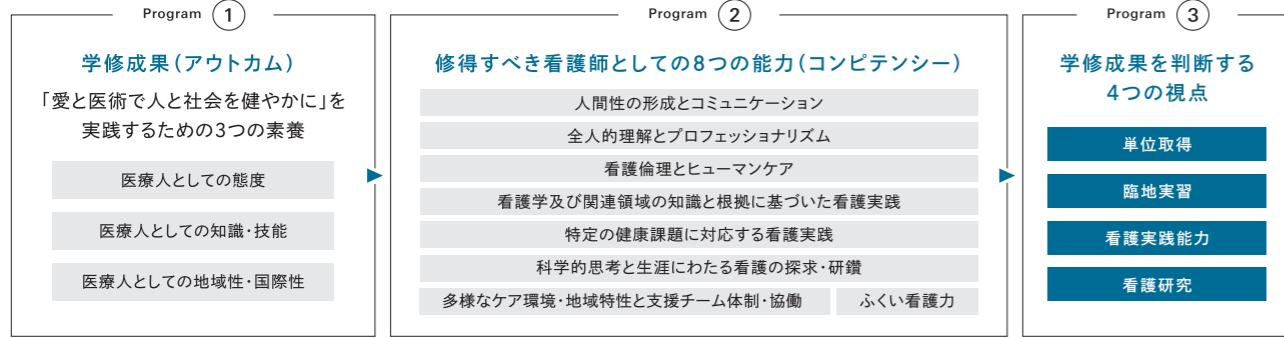 Program 1
学修成果(アウトカム)
「愛と医術で人と社会を健やかに」を
実践するための3つの素養
医療人としての態度
医療人としての知識・技能
医療人としての地域性・国際性
Program 2
修得すべき看護師としての8つの能力(コンピテンシー)
人間性の形成とコミュニケーション
全人的理解とプロフェッショナリズム
看護倫理とヒューマンケア
看護学及び関連領域の知識と根拠に基づいた看護実践
特定の健康課題に対応する看護実践
科学的思考と生涯にわたる看護の探求・研鑽
多様なケア環境・地域特性と支援チーム体制・協働
ふくい看護力
Program 3
学修成果を判断する
4つの視点
単位取得
臨地実習
看護実践能力
看護研究